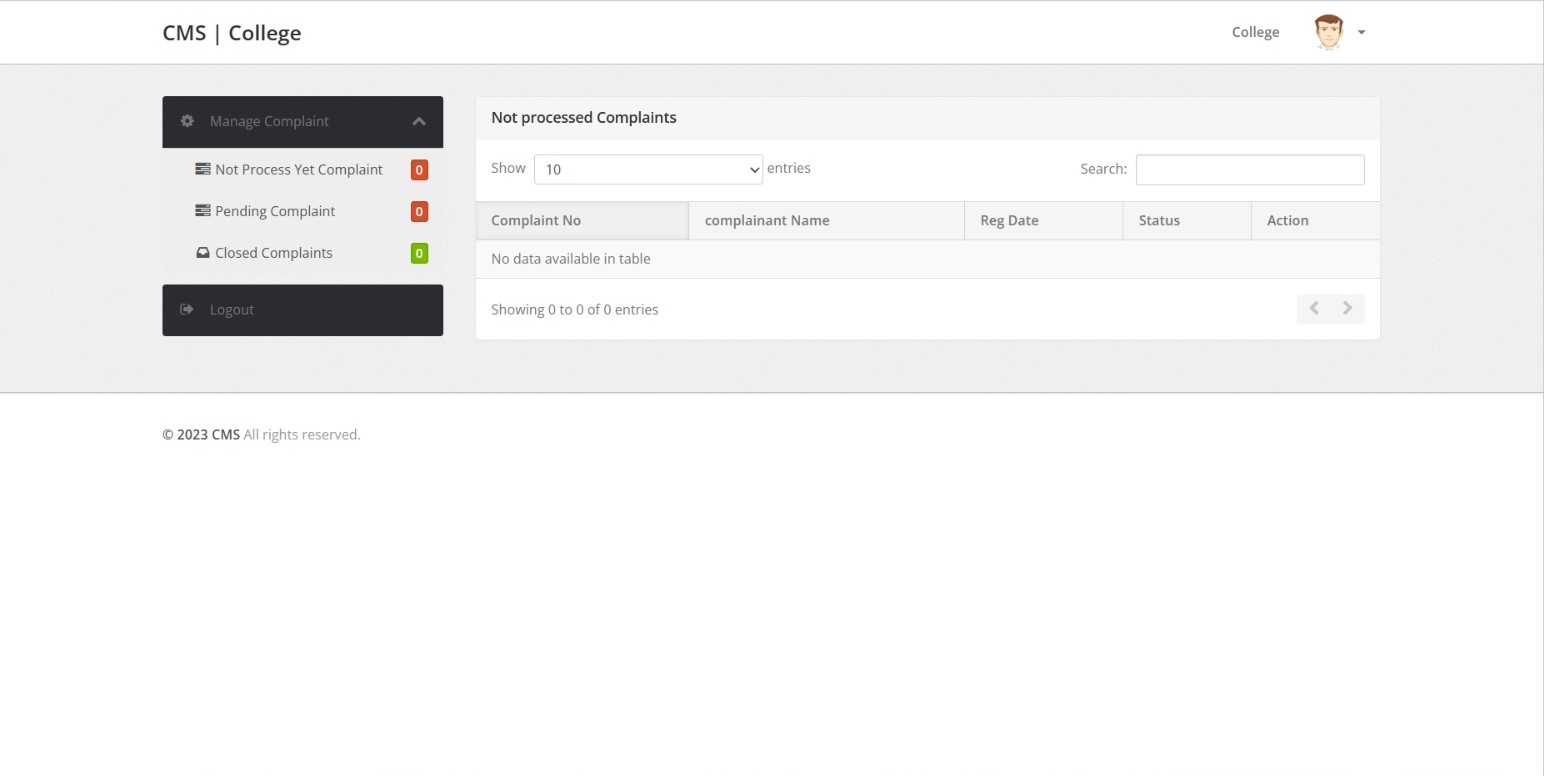 CMS | College
College
Manage Complaint
Not Process Yet Complaint 0
Pending Complaint 0
Closed Complaints 0
Logout
Not processed Complaints
Show 10 entries
Search:
Complaint No complainant Name Reg Date Status Action
No data available in table
Showing 0 to 0 of 0 entries
© 2023 CMS All rights reserved.